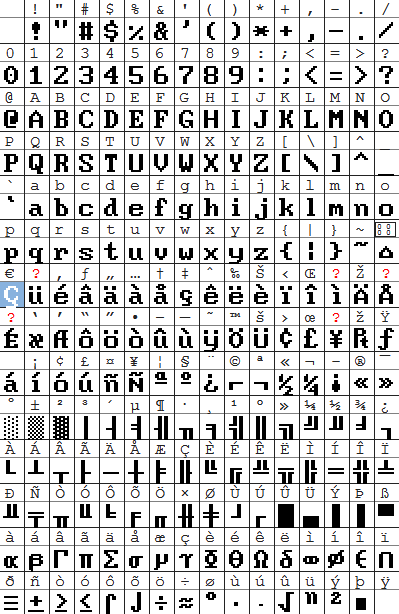 ! " # $ % & ' ( ) * + , - . /
! " # $ % & ' ( ) * + , - . /
0 1 2 3 4 5 6 7 8 9 : ; < = > ?
0 1 2 3 4 5 6 7 8 9 : ; < = > ?
@ A B C D E F G H I J K L M N O
@ A B C D E F G H I J K L M N O
P Q R S T U V W X Y Z [ \ ] ^ _
P Q R S T U V W X Y Z [ \ ] ^ _
` a b c d e f g h i j k l m n o
` a b c d e f g h i j k l m n o
p q r s t u v w x y z { | } ~
p q r s t u v w x y z { ¦ } ~ ⌂
€ ? ‚ ƒ „ … † ‡ ˆ ‰ Š ‹ Œ ? Ž ?
Ç ü é â ä à å ç ê ë è ï î ì Ä Å
? ‘ ’ “ ” • – — ˜ ™ š › œ ? ž Ÿ
É æ Æ ô ö ò û ù ÿ Ö Ü ¢ £ ¥ ₧ ƒ
¡ ¢ £ ¤ ¥ ¦ § ¨ © ª « ¬ - ® ¯
á í ó ú ñ Ñ ª º ¿ ⌐ ¬ ½ ¼ ¡ « »
° ± ² ³ ´ µ ¶ · ¸ ¹ º » ¼ ½ ¾ ¿
░ ▒ ▓ │ ┤ ╡ ╢ ╖ ╕ ╣ ║ ╗ ╝ ╜ ╛ ┐
À Á Â Ã Ä Å Æ Ç È É Ê Ë Ì Í Î Ï
└ ┴ ┬ ├ ─ ┼ ╞ ╟ ╚ ╔ ╩ ╦ ╠ ═ ╬ ╧
Ð Ñ Ò Ó Ô Õ Ö × Ø Ù Ú Û Ü Ý Þ ß
╨ ╤ ╥ ╙ ╘ ╒ ╓ ╫ ╪ ┘ ┌ █ ▄ ▌ ▐ ▀
à á â ã ä å æ ç è é ê ë ì í î ï
α β Γ π Σ σ µ τ Φ Θ Ω δ ∞ ø ε ∩
ð ñ ò ó ô õ ö ÷ ø ù ú û ü ý þ ÿ
≡ ± ≥ ≤ ⌠ ⌡ ÷ ≈ ° ∙ · √ ⁿ ² ■